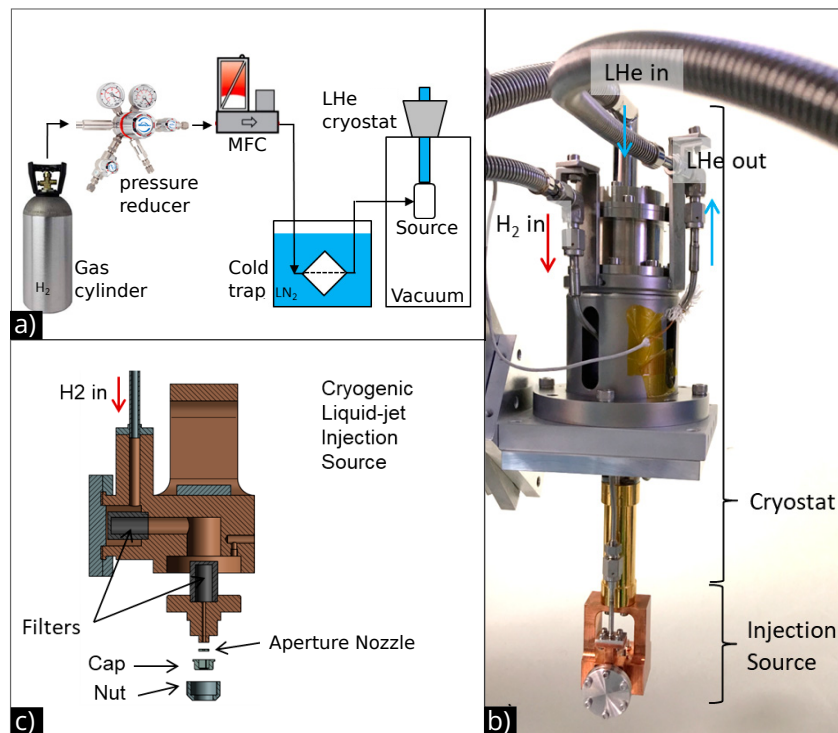 LHe
cryostat
MFC
pressure
reducer
H₂
Gas
cylinder
Cold
trap
LN₂
Source
Vacuum
a)
LHe in
LHe out
H₂ in
Cryostat
Injection
Source
b)
H2 in
Cryogenic
Liquid-jet
Injection
Source
Filters
Aperture Nozzle
Cap
Nut
c)